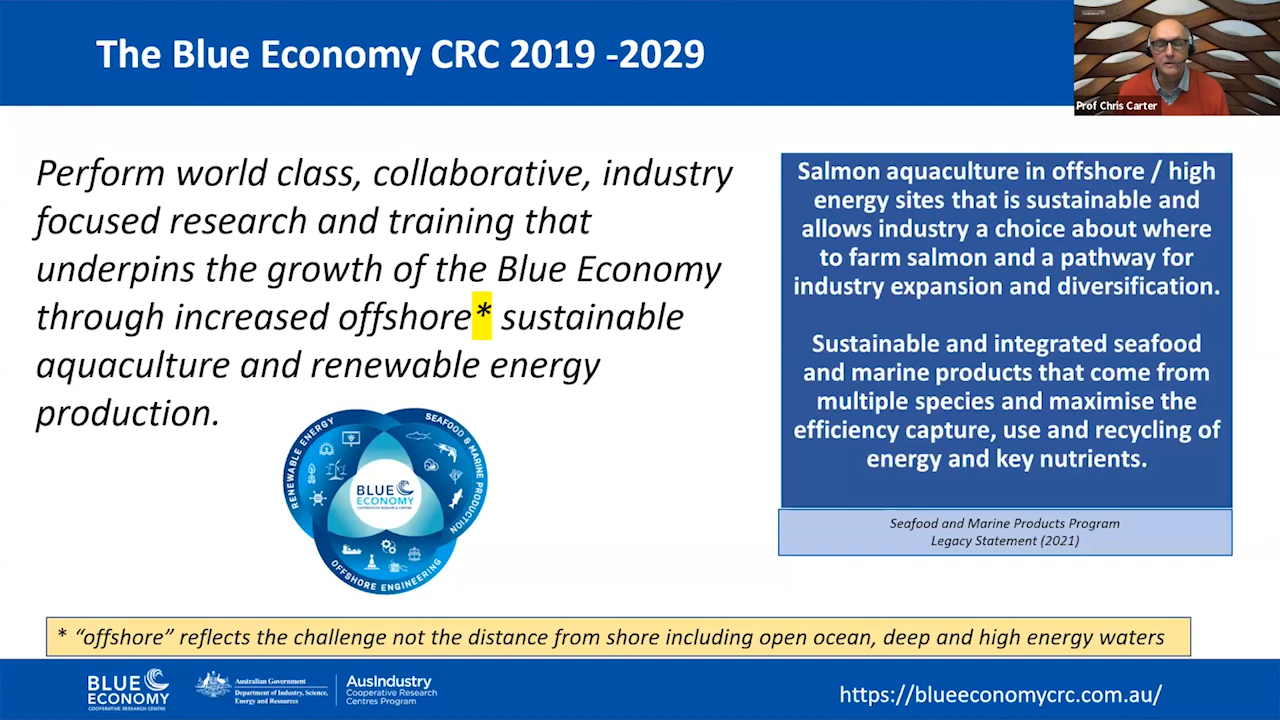 The Blue Economy CRC 2019 -2029
Prof Chris Carter
Perform world class, collaborative, industry
focused research and training that
underpins the growth of the Blue Economy
through increased offshore* sustainable
aquaculture and renewable energy
production.
Salmon aquaculture in offshore / high
energy sites that is sustainable and
allows industry a choice about where
to farm salmon and a pathway for
industry expansion and diversification.
Sustainable and integrated seafood
and marine products that come from
multiple species and maximise the
efficiency capture, use and recycling of
energy and key nutrients.
Seafood and Marine Products Program
Legacy Statement (2021)
RENEWABLE ENERGY
SEAFOOD & MARINE PRODUCTION
BLUE
ECONOMY
COOPERATIVE RESEARCH CENTRE
OFFSHORE ENGINEERING
* “offshore” reflects the challenge not the distance from shore including open ocean, deep and high energy waters
BLUE
ECONOMY
COOPERATIVE RESEARCH CENTRE
Australian Government
Department of Industry, Science,
Energy and Resources
AusIndustry
Cooperative Research
Centres Program
https://blueeconomycrc.com.au/